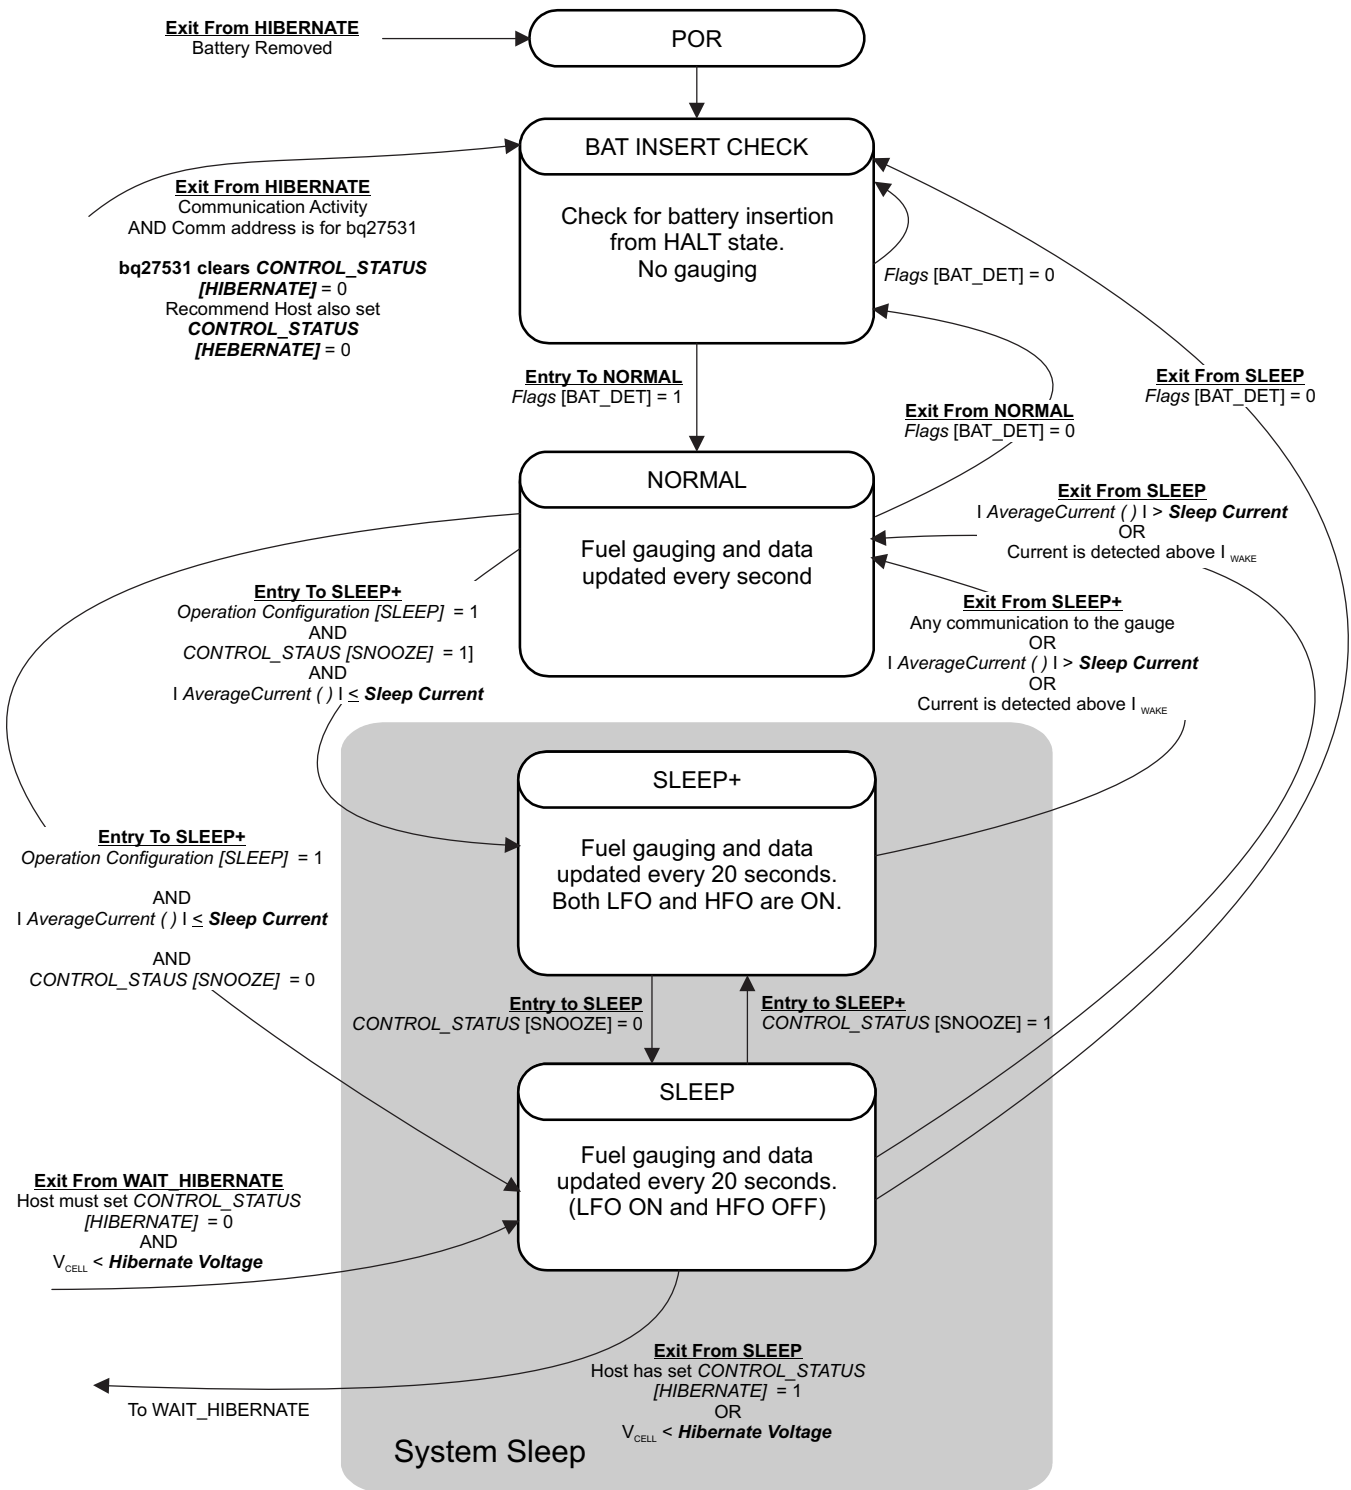 Exit From HIBERNATE
Battery Removed
POR
BAT INSERT CHECK
Check for battery insertion
from HALT state.
No gauging
Exit From HIBERNATE
Communication Activity
AND Comm address is for bq27531
bq27531 clears CONTROL_STATUS
[HIBERNATE] = 0
Recommend Host also set
CONTROL_STATUS
[HEBERNATE] = 0
Flags [BAT_DET] = 0
Entry To NORMAL
Flags [BAT_DET] = 1
Exit From NORMAL
Flags [BAT_DET] = 0
Exit From SLEEP
Flags [BAT_DET] = 0
NORMAL
Fuel gauging and data
updated every second
Exit From SLEEP
I AverageCurrent ( ) I > Sleep Current
OR
Current is detected above I WAKE
Entry To SLEEP+
Operation Configuration [SLEEP] = 1
AND
CONTROL_STAUS [SNOOZE] = 1]
AND
I AverageCurrent ( ) I ≤ Sleep Current
Exit From SLEEP+
Any communication to the gauge
OR
I AverageCurrent ( ) I > Sleep Current
OR
Current is detected above I WAKE
SLEEP+
Fuel gauging and data
updated every 20 seconds.
Both LFO and HFO are ON.
Entry To SLEEP+
Operation Configuration [SLEEP] = 1
AND
I AverageCurrent ( ) I ≤ Sleep Current
AND
CONTROL_STAUS [SNOOZE] = 0
Entry to SLEEP
CONTROL_STATUS [SNOOZE] = 0
Entry to SLEEP+
CONTROL_STATUS [SNOOZE] = 1
SLEEP
Fuel gauging and data
updated every 20 seconds.
(LFO ON and HFO OFF)
Exit From WAIT_HIBERNATE
Host must set CONTROL_STATUS
[HIBERNATE] = 0
AND
VCELL < Hibernate Voltage
Exit From SLEEP
Host has set CONTROL_STATUS
[HIBERNATE] = 1
OR
VCELL < Hibernate Voltage
To WAIT_HIBERNATE
System Sleep